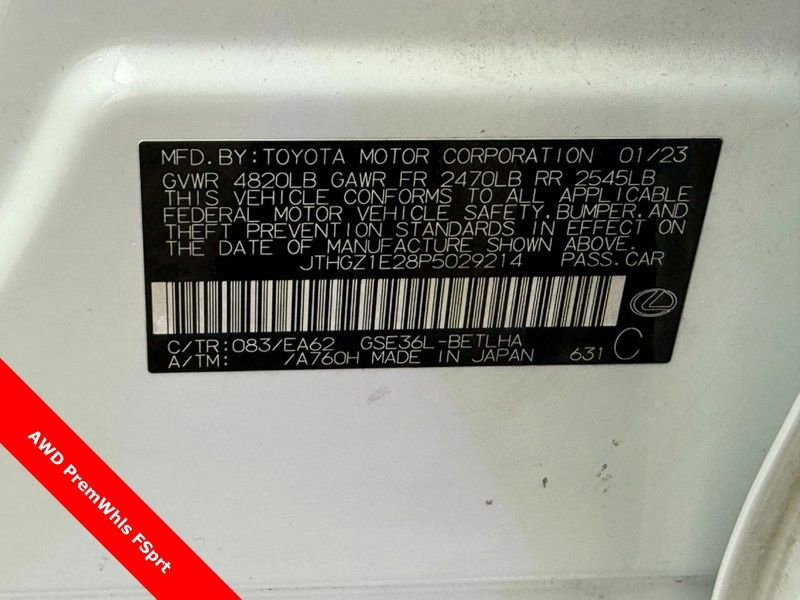 MFD. BY: TOYOTA MOTOR CORPORATION 01/23
GVWR 4820LB GAWR FR 2470LB RR 2545LB
THIS VEHICLE CONFORMS TO ALL APPLICABLE
FEDERAL MOTOR VEHICLE SAFETY, BUMPER, AND
THEFT PREVENTION STANDARDS IN EFFECT ON
THE DATE OF MANUFACTURE SHOWN ABOVE.
JTHGZ1E28P5029214 PASS. CAR
C/TR: 083/EA62 GSE36L-BETLHA
A/TM: /A760H MADE IN JAPAN 631 C
AWD PremWhls FSprt